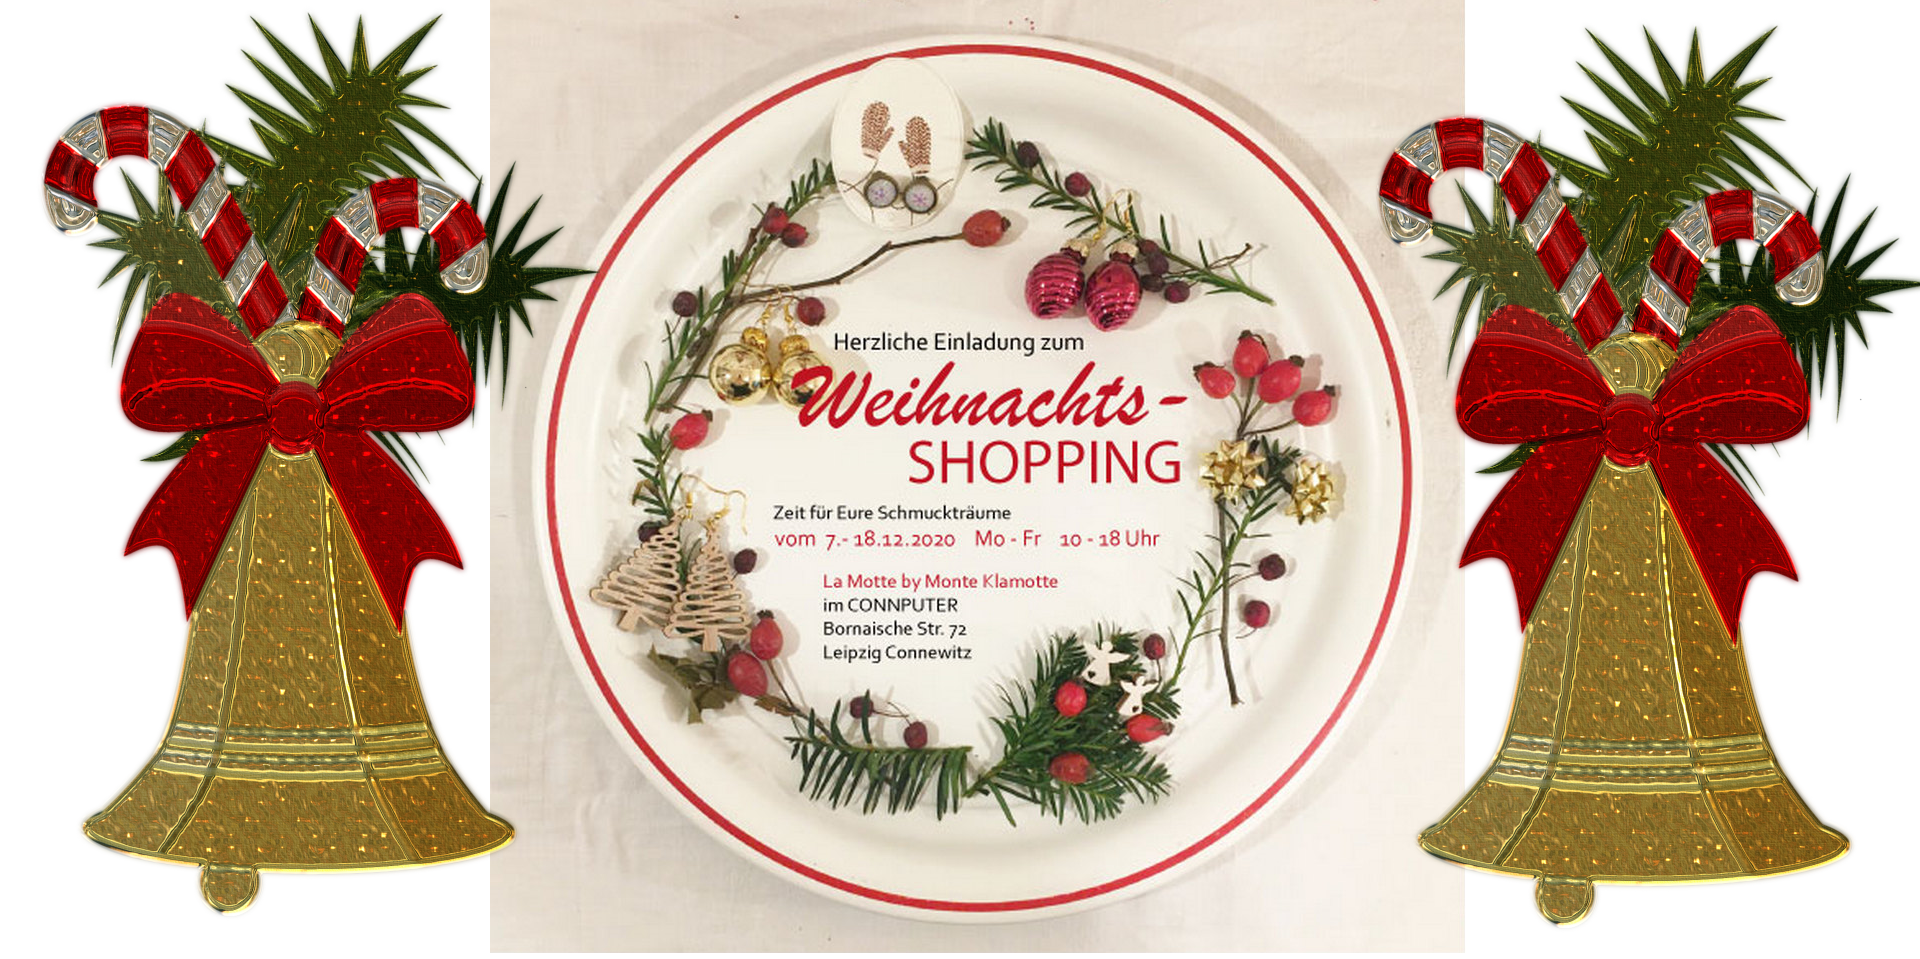 Herzliche Einladung zum
Weihnachts-
SHOPPING
Zeit für Eure Schmuckträume
vom 7.- 18.12.2020 Mo - Fr 10 - 18 Uhr
La Motte by Monte Klamotte
im CONNPUTER
Bornaische Str. 72
Leipzig Connewitz